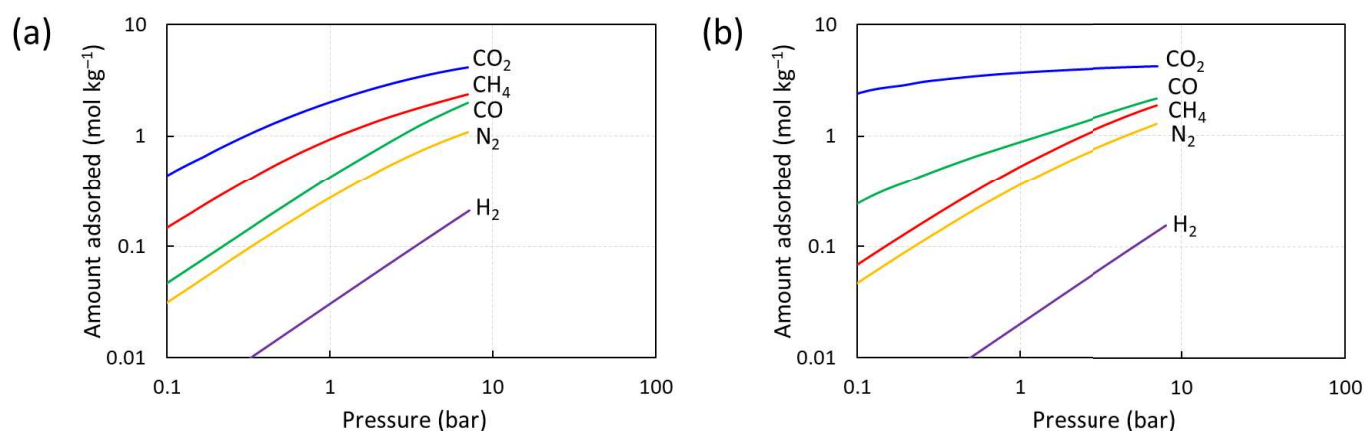 (a)
Amount adsorbed (mol kg⁻¹)
10
1
0.1
0.01
CO₂
CH₄
CO
N₂
H₂
0.1 1 10 100
Pressure (bar)
(b)
Amount adsorbed (mol kg⁻¹)
10
1
0.1
0.01
CO₂
CO
CH₄
N₂
H₂
0.1 1 10 100
Pressure (bar)